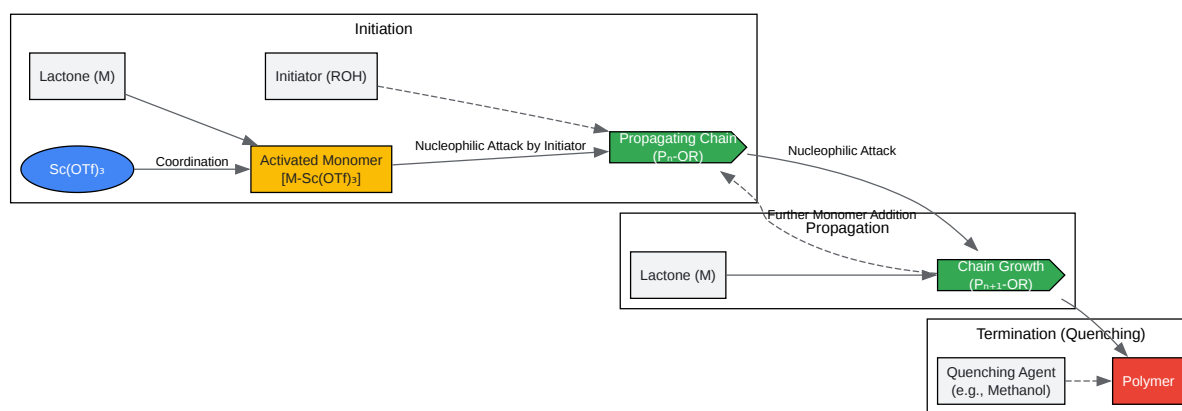 Initiation
Lactone (M)
Initiator (ROH)
Propagating Chain
(Pₙ-OR)
Nucleophilic Attack by Initiator
Nucleophilic Attack
Sc(OTf)₃
Coordination
Activated Monomer
[M-Sc(OTf)₃]
Further Monomer Addition
Propagation
Lactone (M)
Chain Growth
(Pₙ₊₁-OR)
Termination (Quenching)
Quenching Agent
(e.g., Methanol)
Polymer